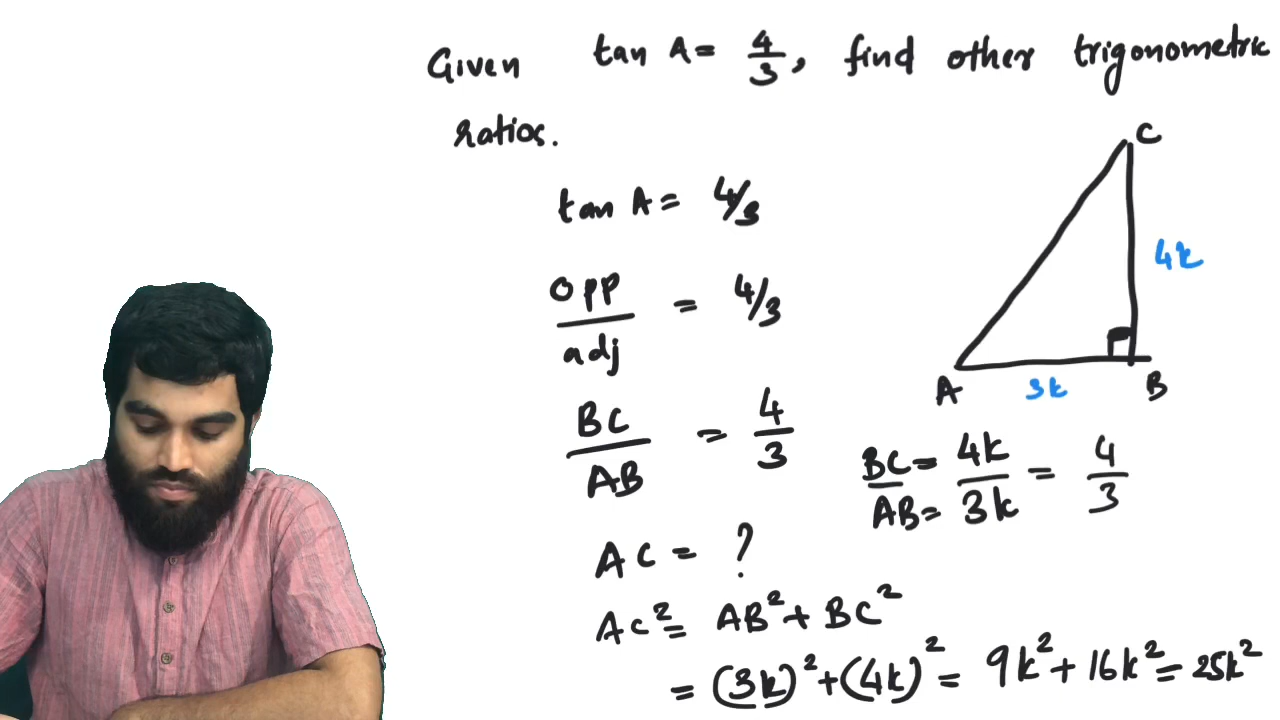 Given tan A = 4/3, find other trigonometric
ratios.
C
tan A = 4/3
4k
opp/adj = 4/3
A 3k B
BC/AB = 4/3
BC/AB = = 4k/3k = 4/3
AC = ?
AC² = AB² + BC²
= (3k)² + (4k)² = 9k² + 16k² = 25k²